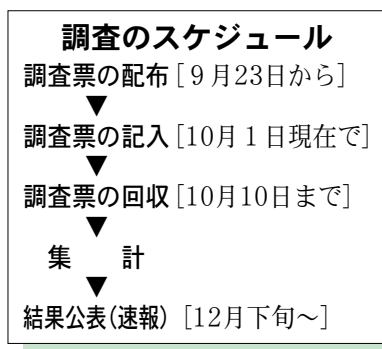 調査のスケジュール
調査票の配布[9月23日から]
▼
調査票の記入[10月1日現在で]
▼
調査票の回収[10月10日まで]
▼
集　計
▼
結果公表(速報)[12月下旬～]